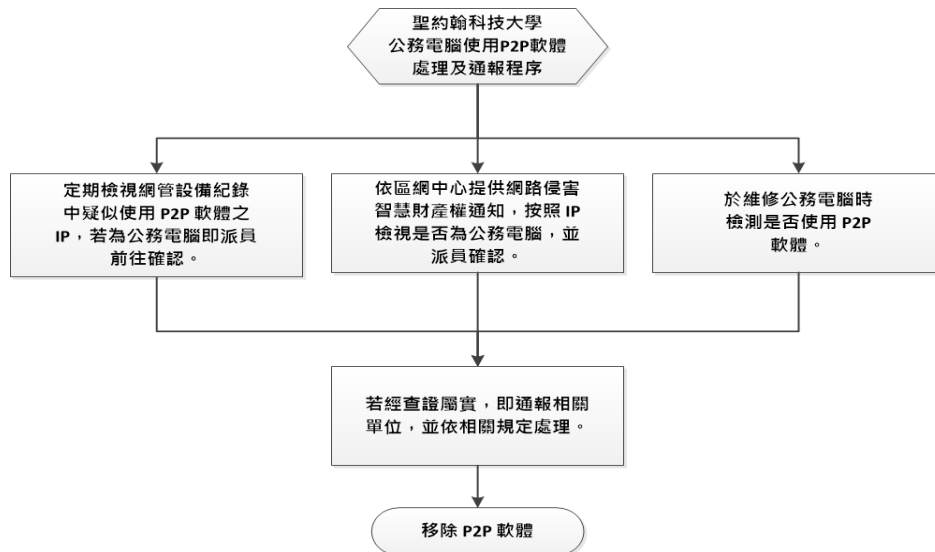 聖約翰科技大學
公務電腦使用P2P軟體
處理及通報程序
定期檢視網管設備紀錄
中疑似使用 P2P 軟體之
IP，若為公務電腦即派員
前往確認。
依區網中心提供網路侵害
智慧財產權通知，按照 IP
檢視是否為公務電腦，並
派員確認。
於維修公務電腦時
檢測是否使用 P2P
軟體。
若經查證屬實，即通報相關
單位，並依相關規定處理。
移除 P2P 軟體